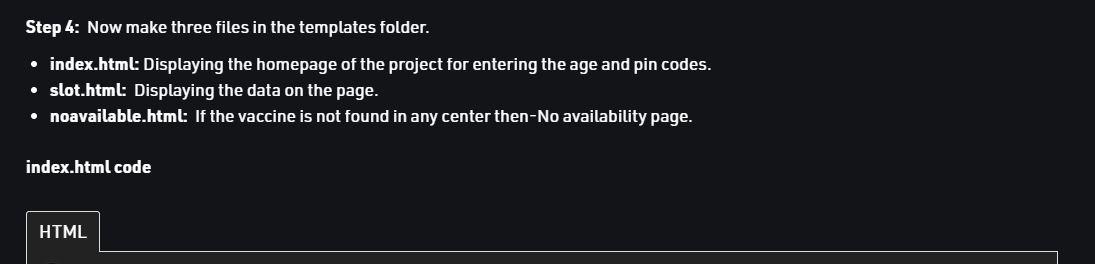 Step 4: Now make three files in the templates folder.
• index.html: Displaying the homepage of the project for entering the age and pin codes.
• slot.html: Displaying the data on the page.
• noavailable.html: If the vaccine is not found in any center then-No availability page.
index.html code
HTML